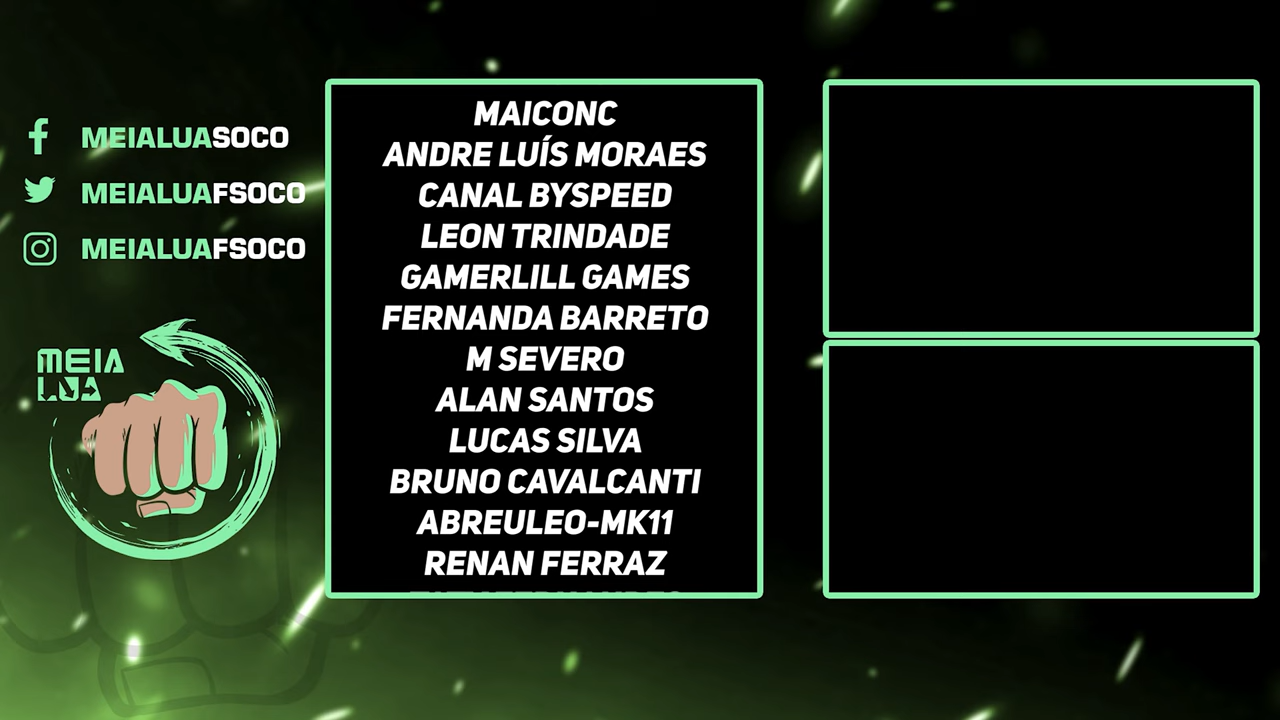 MEIALUASOCO
MEIALUAFSOCO
MEIALUAFSOCO
MEIA
LUA
MAICONC
ANDRE LUÍS MORAES
CANAL BYSPEED
LEON TRINDADE
GAMERLILL GAMES
FERNANDA BARRETO
M SEVERO
ALAN SANTOS
LUCAS SILVA
BRUNO CAVALCANTI
ABREULEO-MK11
RENAN FERRAZ